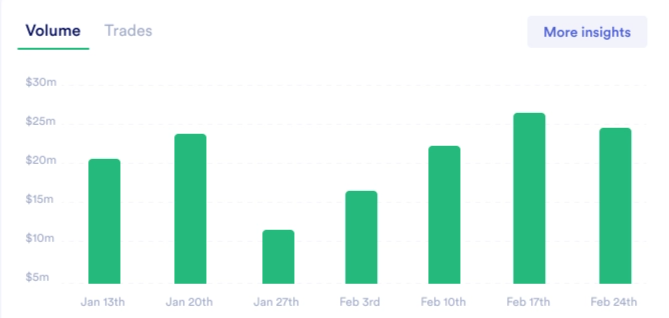 Volume Trades More insights
$30m
$25m
$20m
$15m
$10m
$5m
Jan 13th Jan 20th Jan 27th Feb 3rd Feb 10th Feb 17th Feb 24th